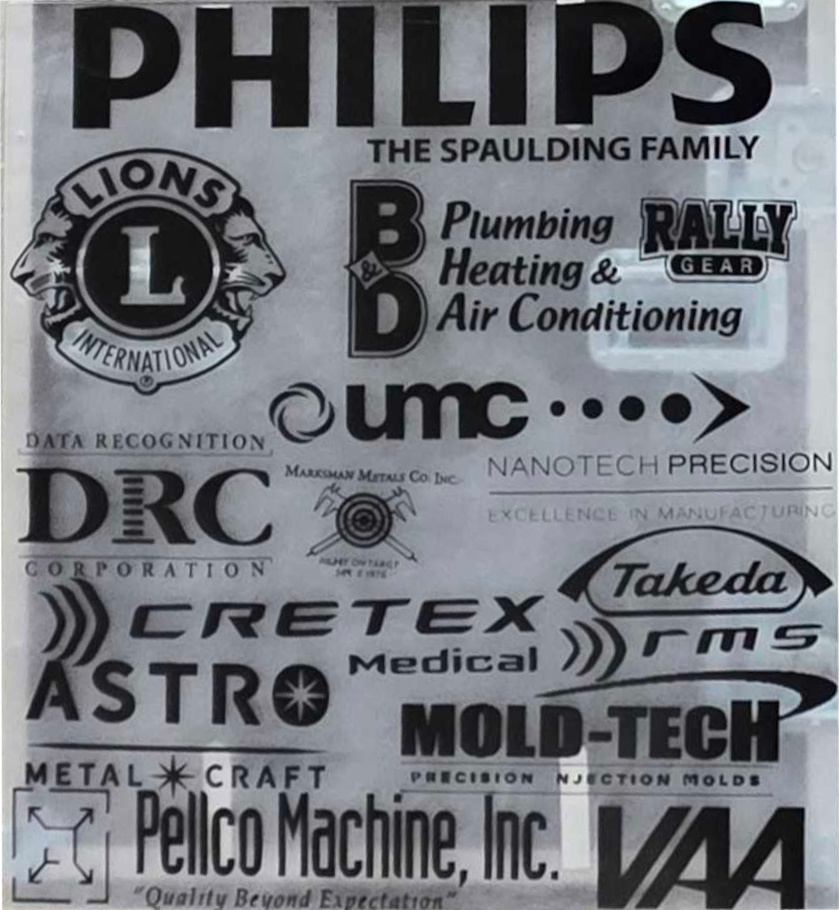 PHILIPS
THE SPAULDING FAMILY
LIONS
L
INTERNATIONAL
B & D
Plumbing
Heating &
Air Conditioning
RALLY
GEAR
umc
DATA RECOGNITION
DRC
CORPORATION
MARKSMAN METALS CO. INC.
NANOTECH PRECISION
EXCELLENCE IN MANUFACTURING
Takeda
CRETEX
Medical
rms
ASTRO
METAL CRAFT
MOLD-TECH
PRECISION NJECTION MOLDS
Pellco Machine, Inc.
"Quality Beyond Expectation"
VAA